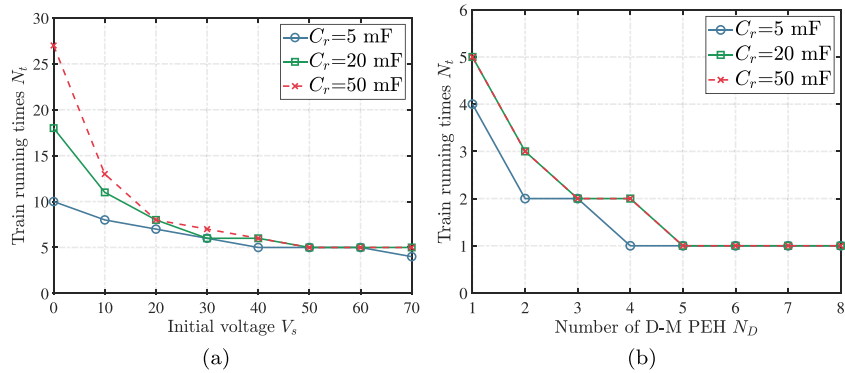 30
25
20
15
10
5
0
Train running times N_t
C_r=5 mF
C_r=20 mF
C_r=50 mF
0 10 20 30 40 50 60 70
Initial voltage V_s
(a)
6
5
4
3
2
1
0
Train running times N_t
C_r=5 mF
C_r=20 mF
C_r=50 mF
1 2 3 4 5 6 7 8
Number of D-M PEH N_D
(b)